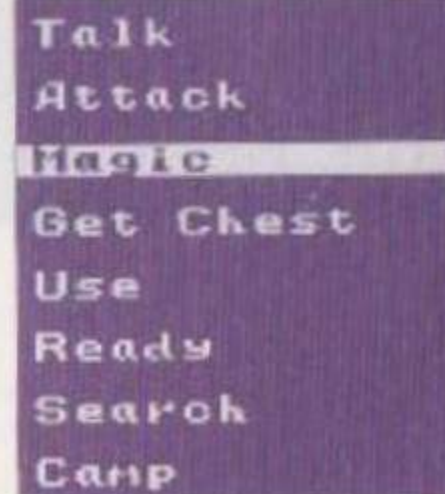 Talk
Attack
Magic
Get Chest
Use
Ready
Search
Camp